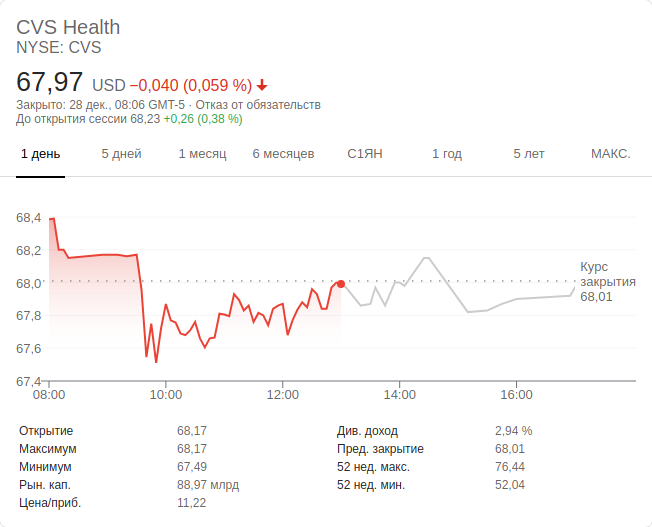 CVS Health
NYSE: CVS
67,97 USD −0,040 (0,059 %)
Закрыто: 28 дек., 08:06 GMT-5 · Отказ от обязательств
До открытия сессии 68,23 +0,26 (0,38 %)
1 день 5 дней 1 месяц 6 месяцев С1ЯН 1 год 5 лет МАКС.
68,4
68,2
68,0
67,8
67,6
67,4
Курс
закрытия
68,01
08:00 10:00 12:00 14:00 16:00
Открытие 68,17 Див. доход 2,94 %
Максимум 68,17 Пред. закрытие 68,01
Минимум 67,49 52 нед. макс. 76,44
Рын. кап. 88,97 млрд 52 нед. мин. 52,04
Цена/приб. 11,22